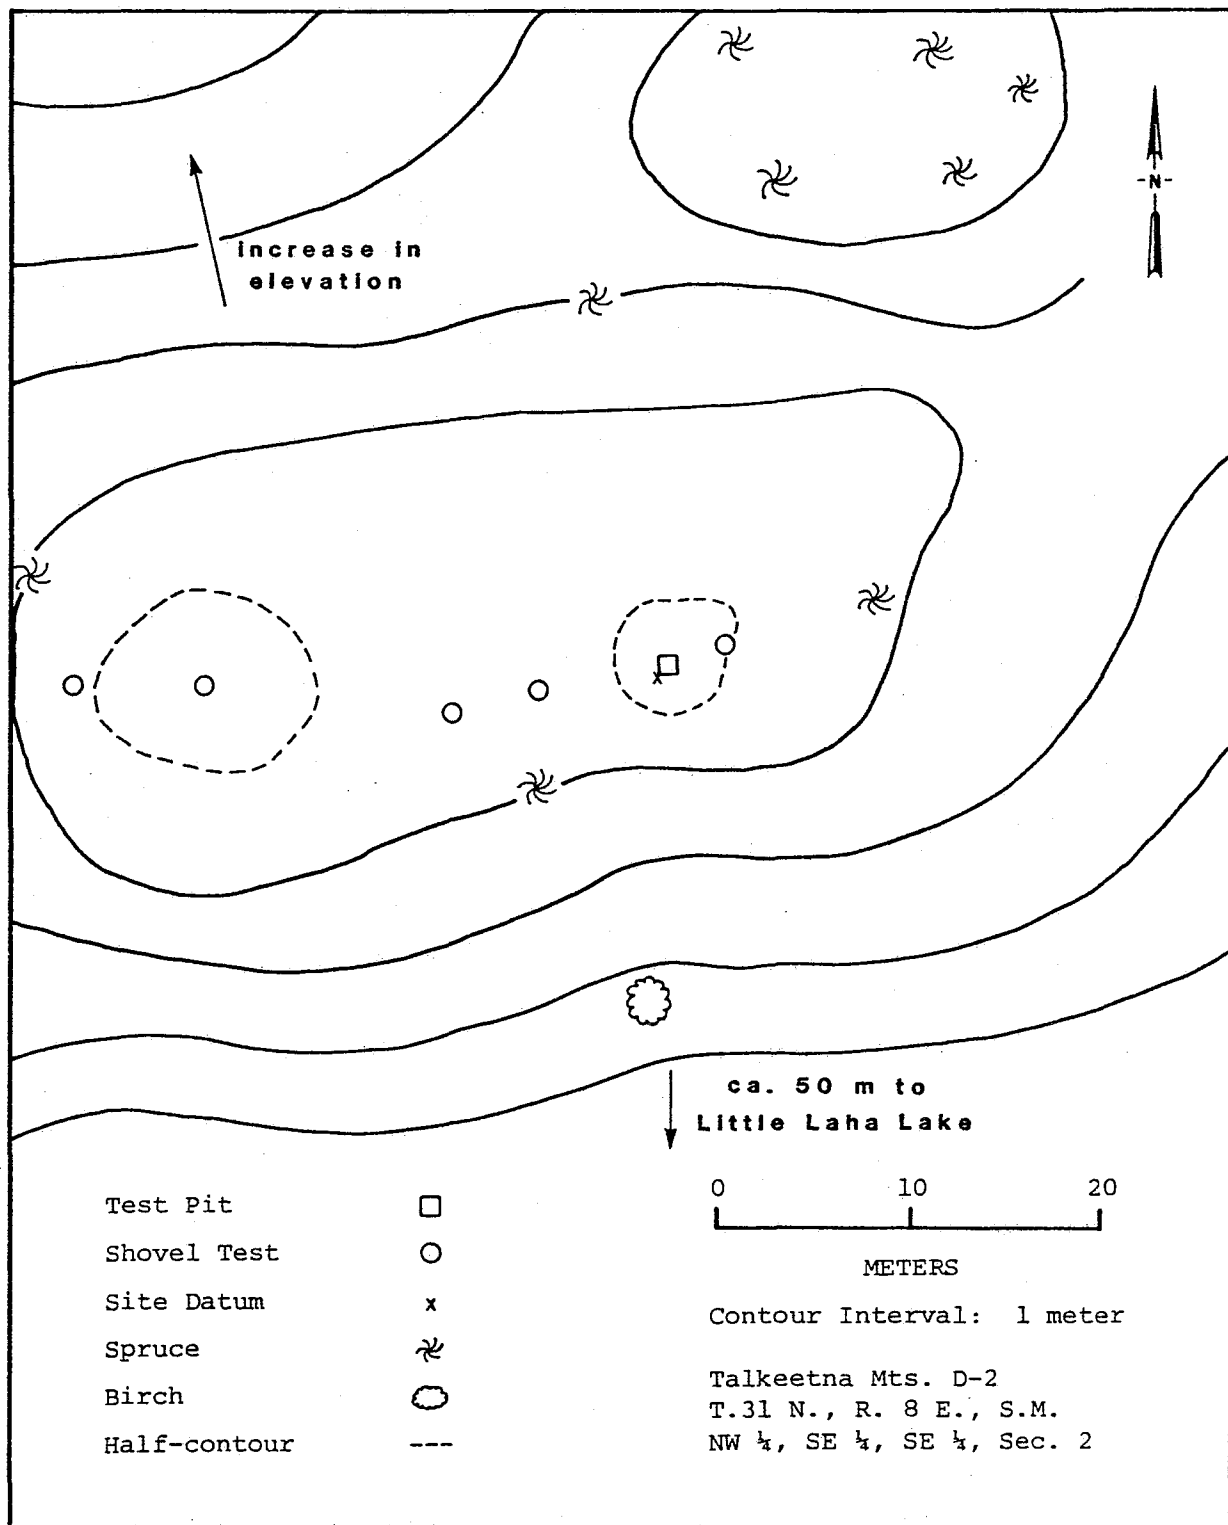 -N-
increase in
elevation
ca. 50 m to
Little Laha Lake
0 10 20
METERS
Contour Interval: 1 meter
Talkeetna Mts. D-2
T.31 N., R. 8 E., S.M.
NW ¼, SE ¼, SE ¼, Sec. 2
Test Pit
Shovel Test
Site Datum x
Spruce
Birch
Half-contour ---
x